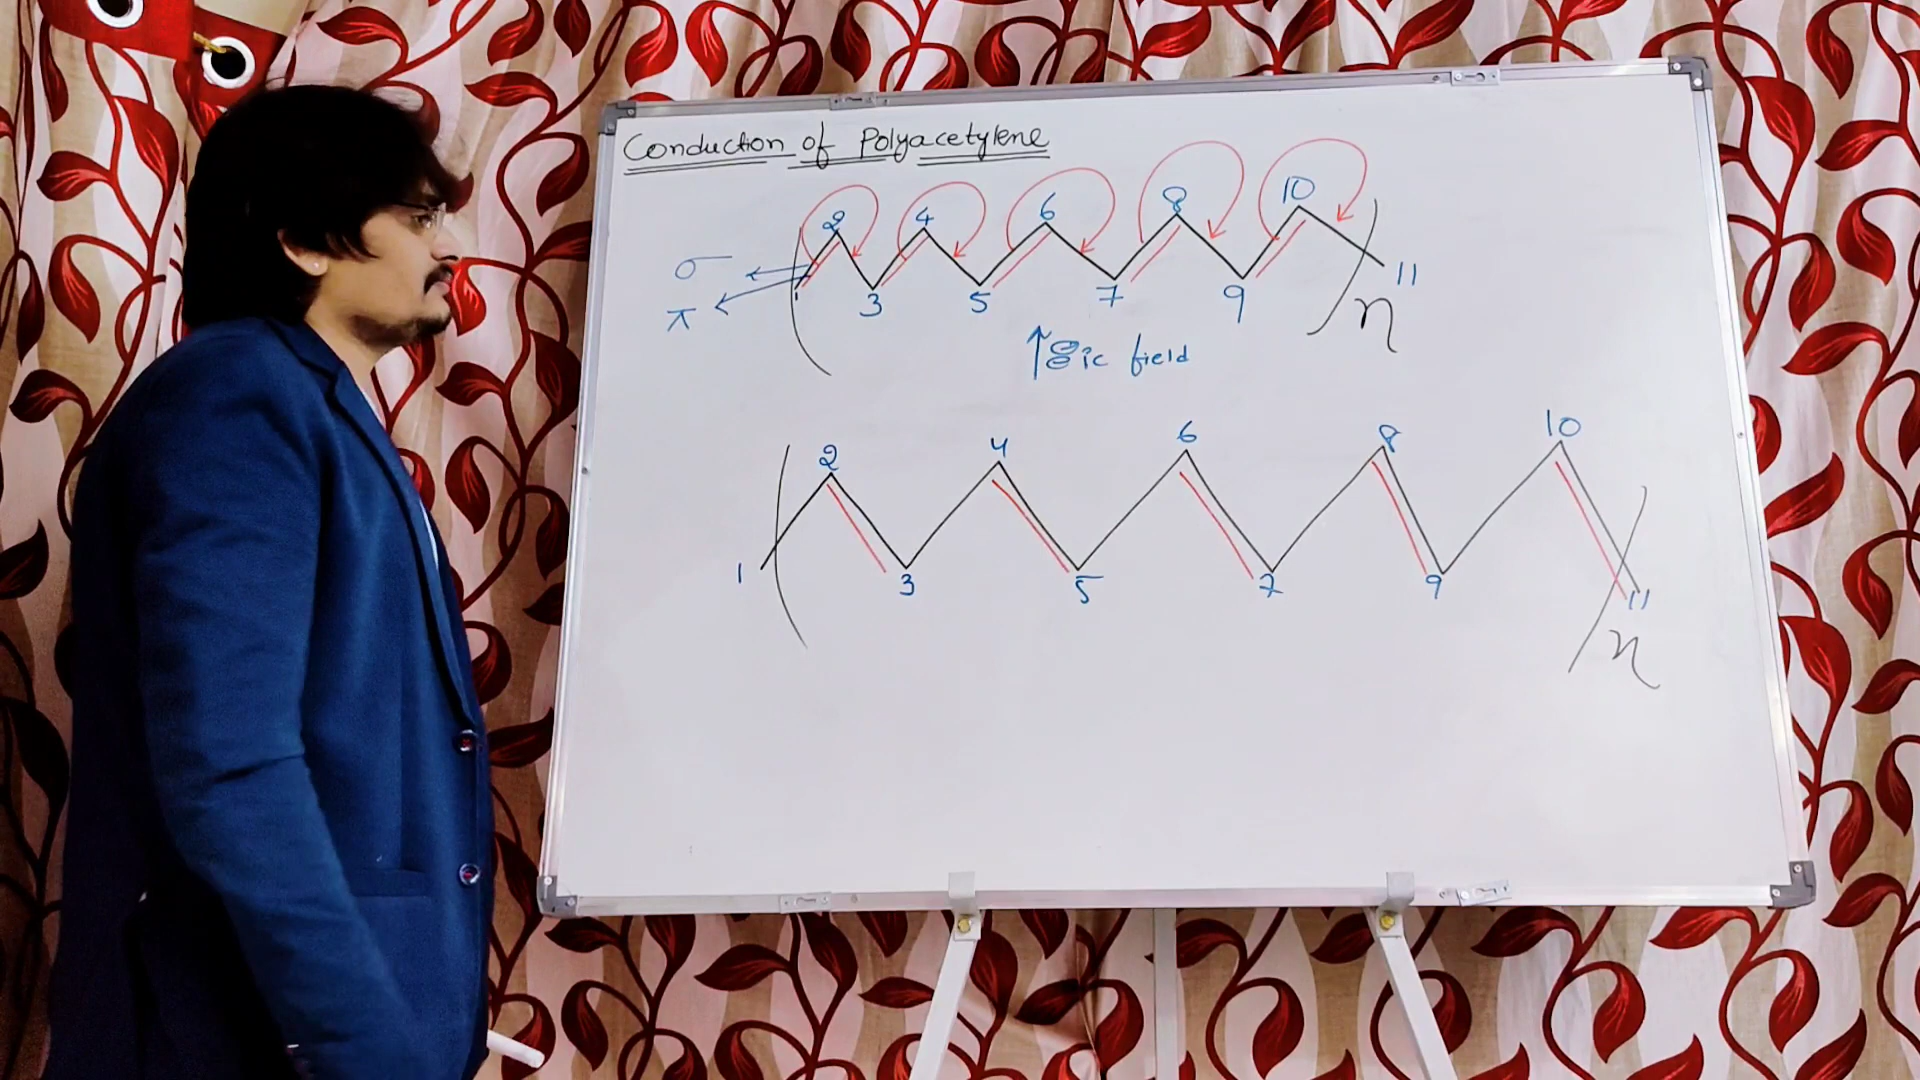 Conduction of Polyacetylene
2 4 6 8 10
σ
π
1 3 5 7 9 11
n
field
2 4 6 8 10
1 3 5 7 9 11
n